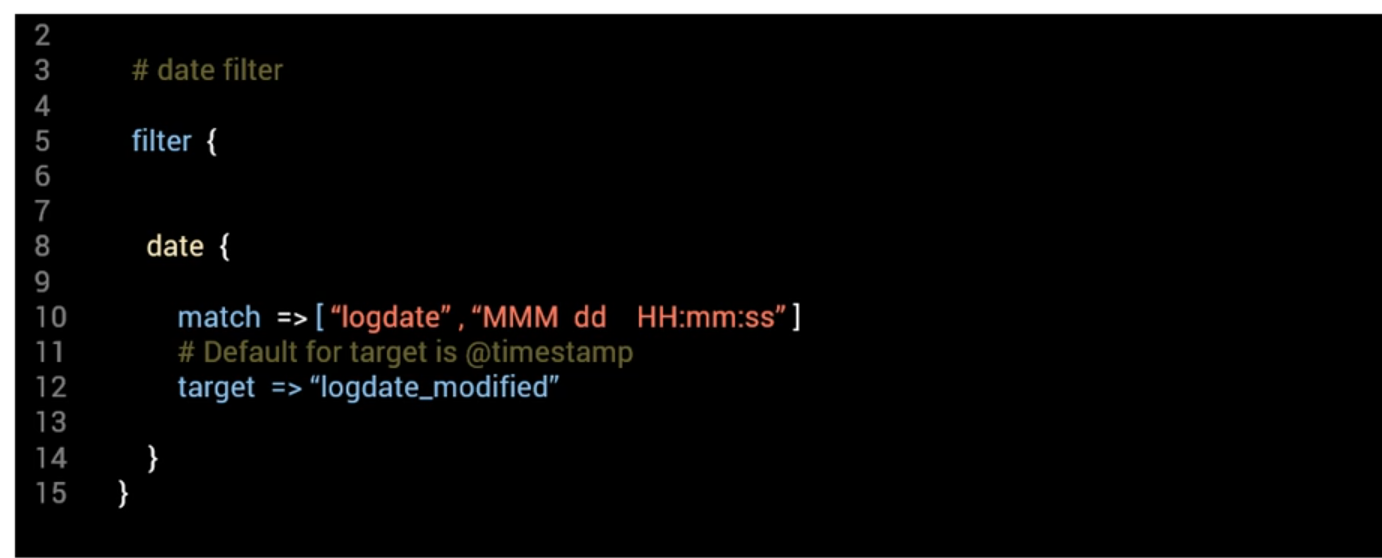 2
3 # date filter
4
5 filter {
6
7
8 date {
9
10 match => [ “logdate” , “MMM dd HH:mm:ss” ]
11 # Default for target is @timestamp
12 target => “logdate_modified”
13
14 }
15 }